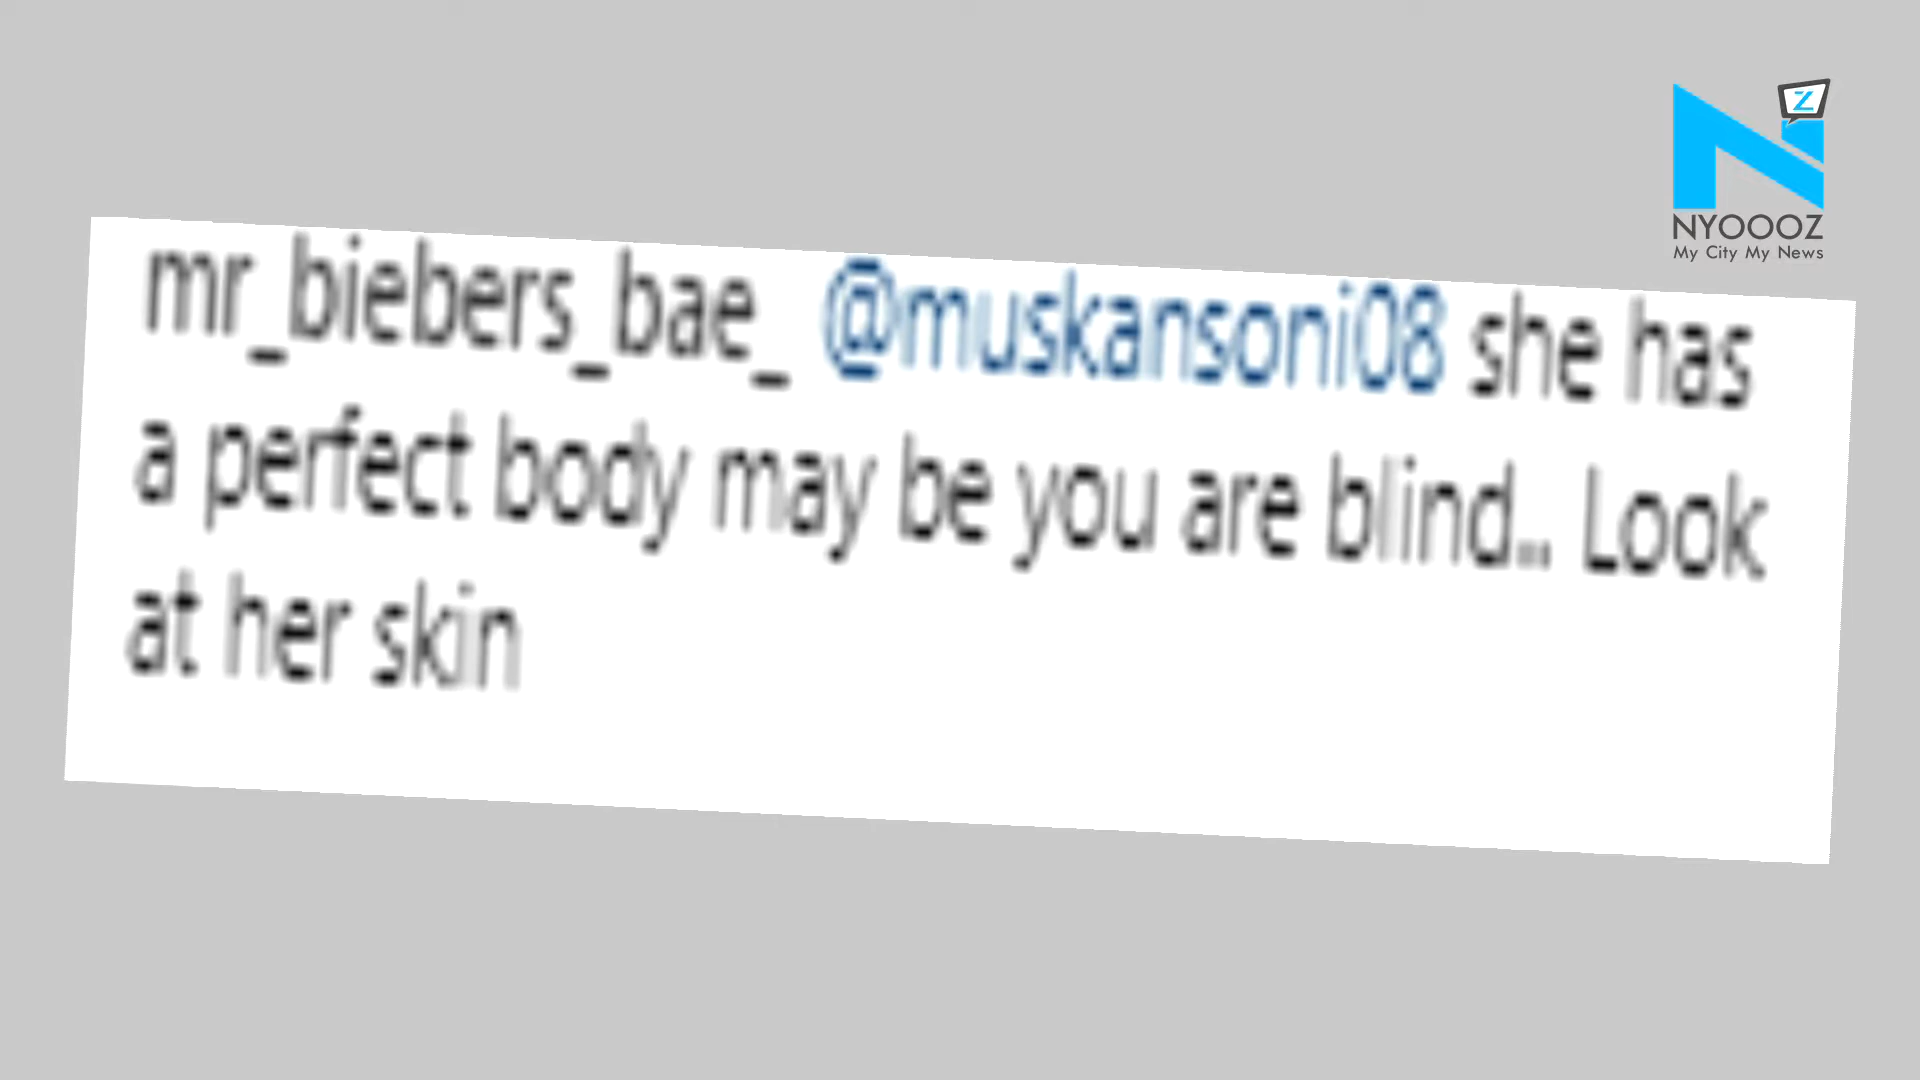 NYOOOZ
My City My News
mr_biebers_bae_ @muskansoni08 she has
a perfect body may be you are blind... Look
at her skin